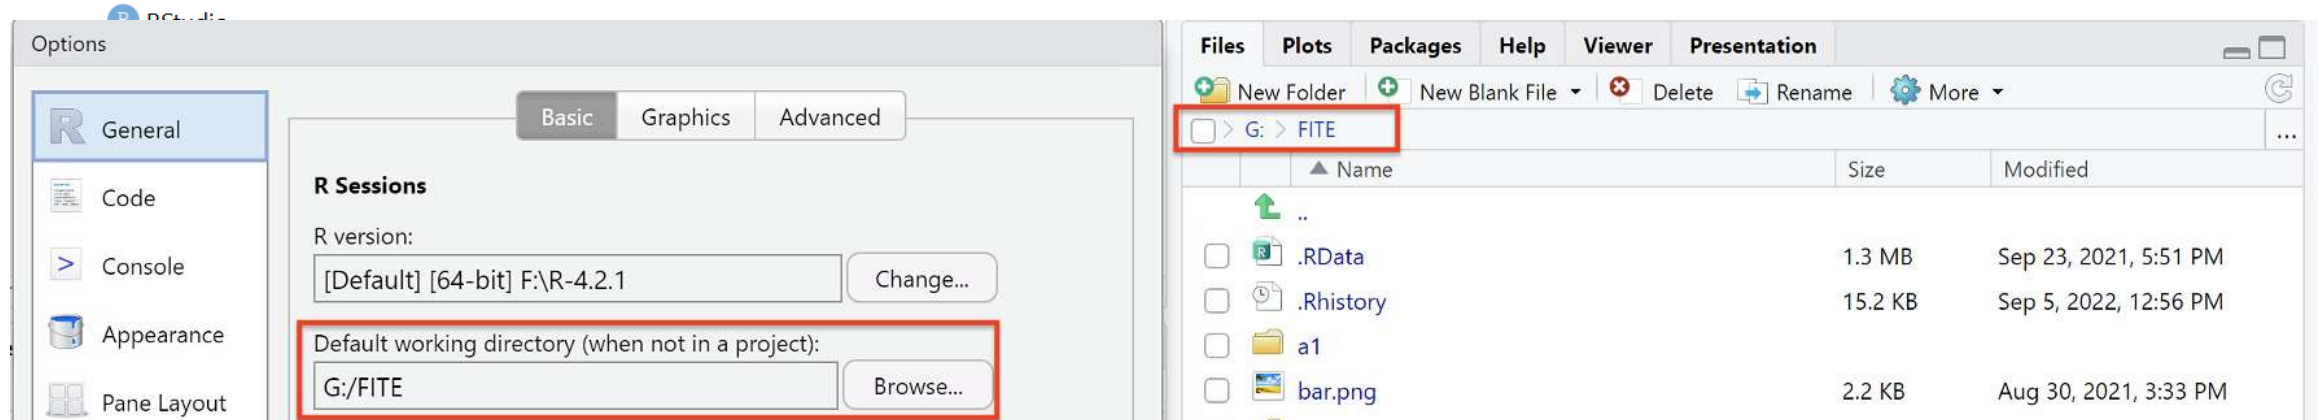 RStudio
Options
General
Code
Console
Appearance
Pane Layout
Basic Graphics Advanced
R Sessions
R version:
[Default] [64-bit] F:\R-4.2.1 Change...
Default working directory (when not in a project):
G:/FITE Browse...
Files Plots Packages Help Viewer Presentation
New Folder New Blank File Delete Rename More
G: > FITE ...
Name Size Modified
..
.RData 1.3 MB Sep 23, 2021, 5:51 PM
.Rhistory 15.2 KB Sep 5, 2022, 12:56 PM
a1
bar.png 2.2 KB Aug 30, 2021, 3:33 PM